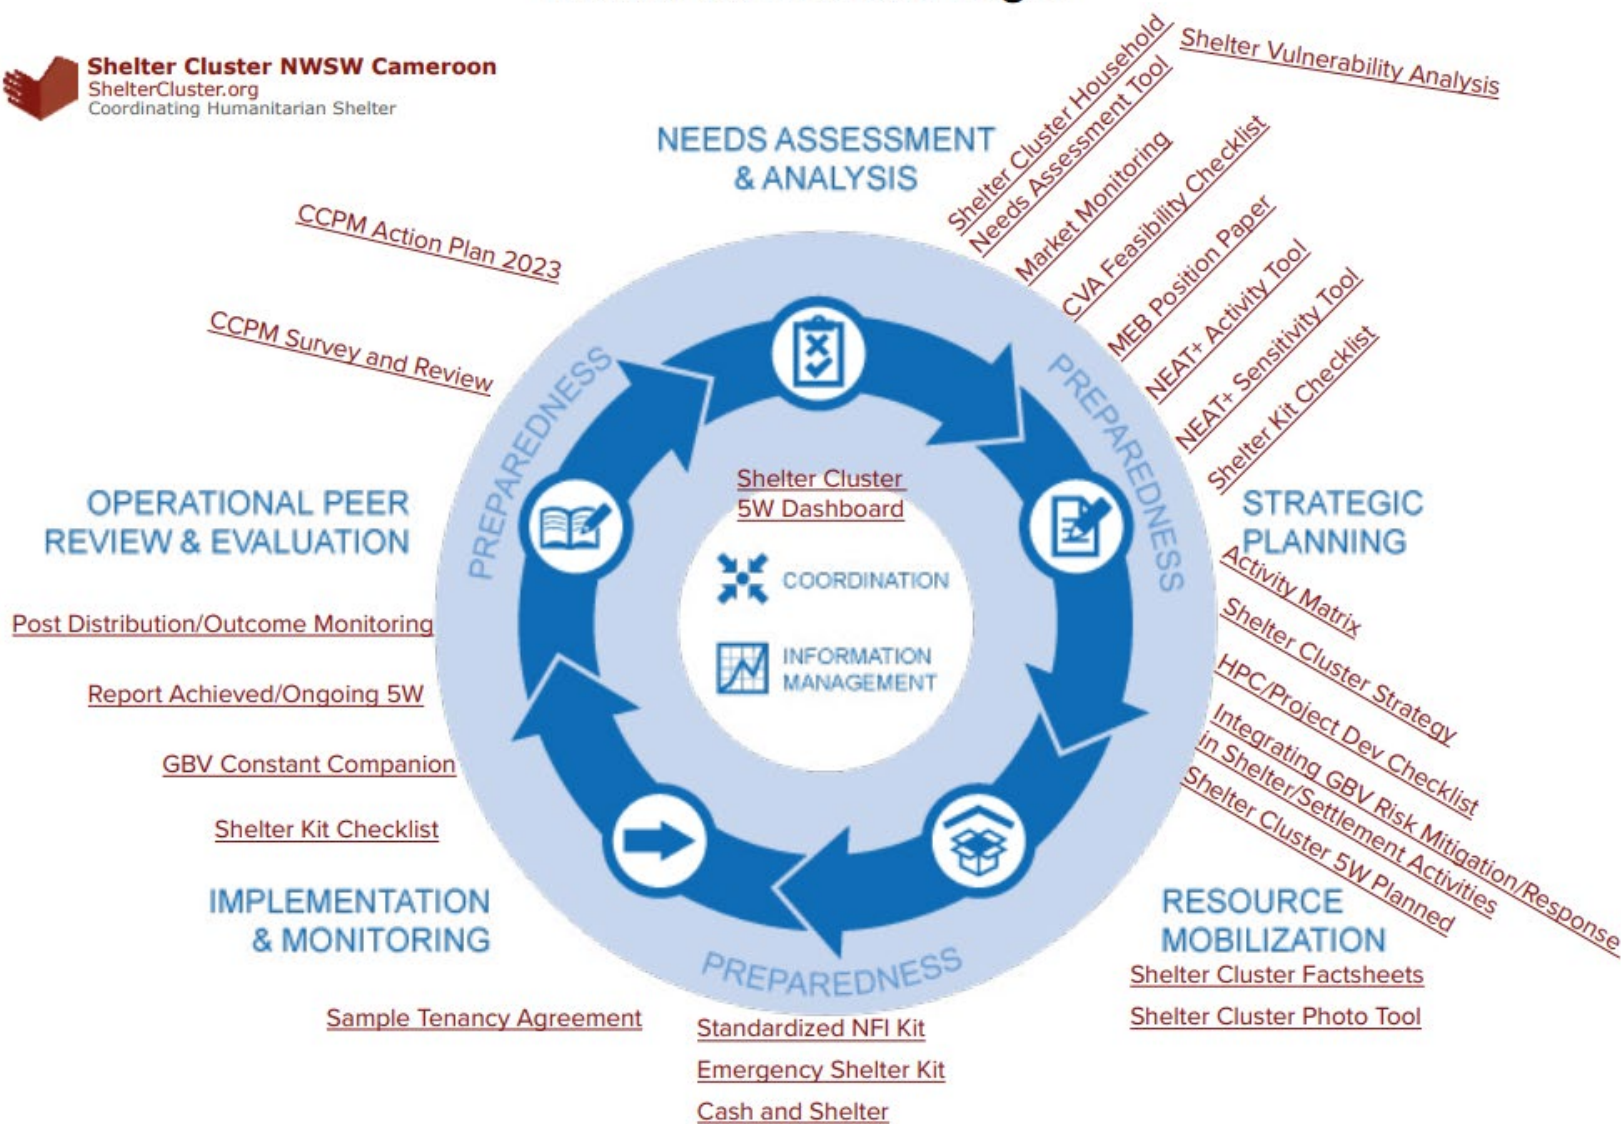 Shelter Cluster NWSW Cameroon
ShelterCluster.org
Coordinating Humanitarian Shelter
NEEDS ASSESSMENT
& ANALYSIS
Shelter Cluster Household
Needs Assessment Tool
Shelter Vulnerability Analysis
Market Monitoring
CVA Feasibility Checklist
MEB Position Paper
NEAT+ Activity Tool
NEAT+ Sensitivity Tool
Shelter Kit Checklist
STRATEGIC
PLANNING
Activity Matrix
Shelter Cluster Strategy
HPC/Project Dev Checklist
Integrating GBV Risk Mitigation/Response
in Shelter/Settlement Activities
Shelter Cluster 5W Planned
RESOURCE
MOBILIZATION
Shelter Cluster Factsheets
Shelter Cluster Photo Tool
Standardized NFI Kit
Emergency Shelter Kit
Cash and Shelter
Sample Tenancy Agreement
IMPLEMENTATION
& MONITORING
Shelter Kit Checklist
GBV Constant Companion
Report Achieved/Ongoing 5W
Post Distribution/Outcome Monitoring
OPERATIONAL PEER
REVIEW & EVALUATION
CCPM Survey and Review
CCPM Action Plan 2023
PREPAREDNESS
PREPAREDNESS
PREPAREDNESS
Shelter Cluster
5W Dashboard
COORDINATION
INFORMATION
MANAGEMENT